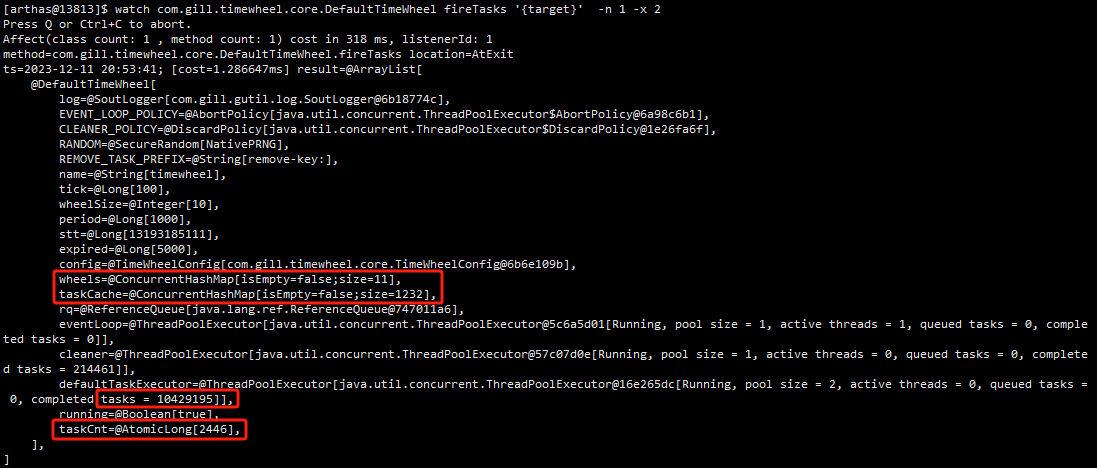 [arthas@13813]$ watch com.gill.timewheel.core.DefaultTimeWheel fireTasks '{target}'  -n 1 -x 2
Press Q or Ctrl+C to abort.
Affect(class count: 1 , method count: 1) cost in 318 ms, listenerId: 1
method=com.gill.timewheel.core.DefaultTimeWheel.fireTasks location=AtExit
ts=2023-12-11 20:53:41; [cost=1.286647ms] result=@ArrayList[
    @DefaultTimeWheel[
        log=@SoutLogger[com.gill.gutil.log.SoutLogger@6b18774c],
        EVENT_LOOP_POLICY=@AbortPolicy[java.util.concurrent.ThreadPoolExecutor$AbortPolicy@6a98c6b1],
        CLEANER_POLICY=@DiscardPolicy[java.util.concurrent.ThreadPoolExecutor$DiscardPolicy@1e26fa6f],
        RANDOM=@SecureRandom[NativePRNG],
        REMOVE_TASK_PREFIX=@String[remove-key:],
        name=@String[timewheel],
        tick=@Long[100],
        wheelSize=@Integer[10],
        period=@Long[1000],
        stt=@Long[13193185111],
        expired=@Long[5000],
        config=@TimeWheelConfig[com.gill.timewheel.core.TimeWheelConfig@6b6e109b],
        wheels=@ConcurrentHashMap[isEmpty=false;size=11],
        taskCache=@ConcurrentHashMap[isEmpty=false;size=1232],
        rq=@ReferenceQueue[java.lang.ref.ReferenceQueue@747011a6],
        eventLoop=@ThreadPoolExecutor[java.util.concurrent.ThreadPoolExecutor@5c6a5d01[Running, pool size = 1, active threads = 1, queued tasks = 0, comple
ted tasks = 0]],
        cleaner=@ThreadPoolExecutor[java.util.concurrent.ThreadPoolExecutor@57c07d0e[Running, pool size = 1, active threads = 0, queued tasks = 0, complete
d tasks = 214461]],
        defaultTaskExecutor=@ThreadPoolExecutor[java.util.concurrent.ThreadPoolExecutor@16e265dc[Running, pool size = 2, active threads = 0, queued tasks =
 0, completed tasks = 10429195]],
        running=@Boolean[true],
        taskCnt=@AtomicLong[2446],
    ],
]